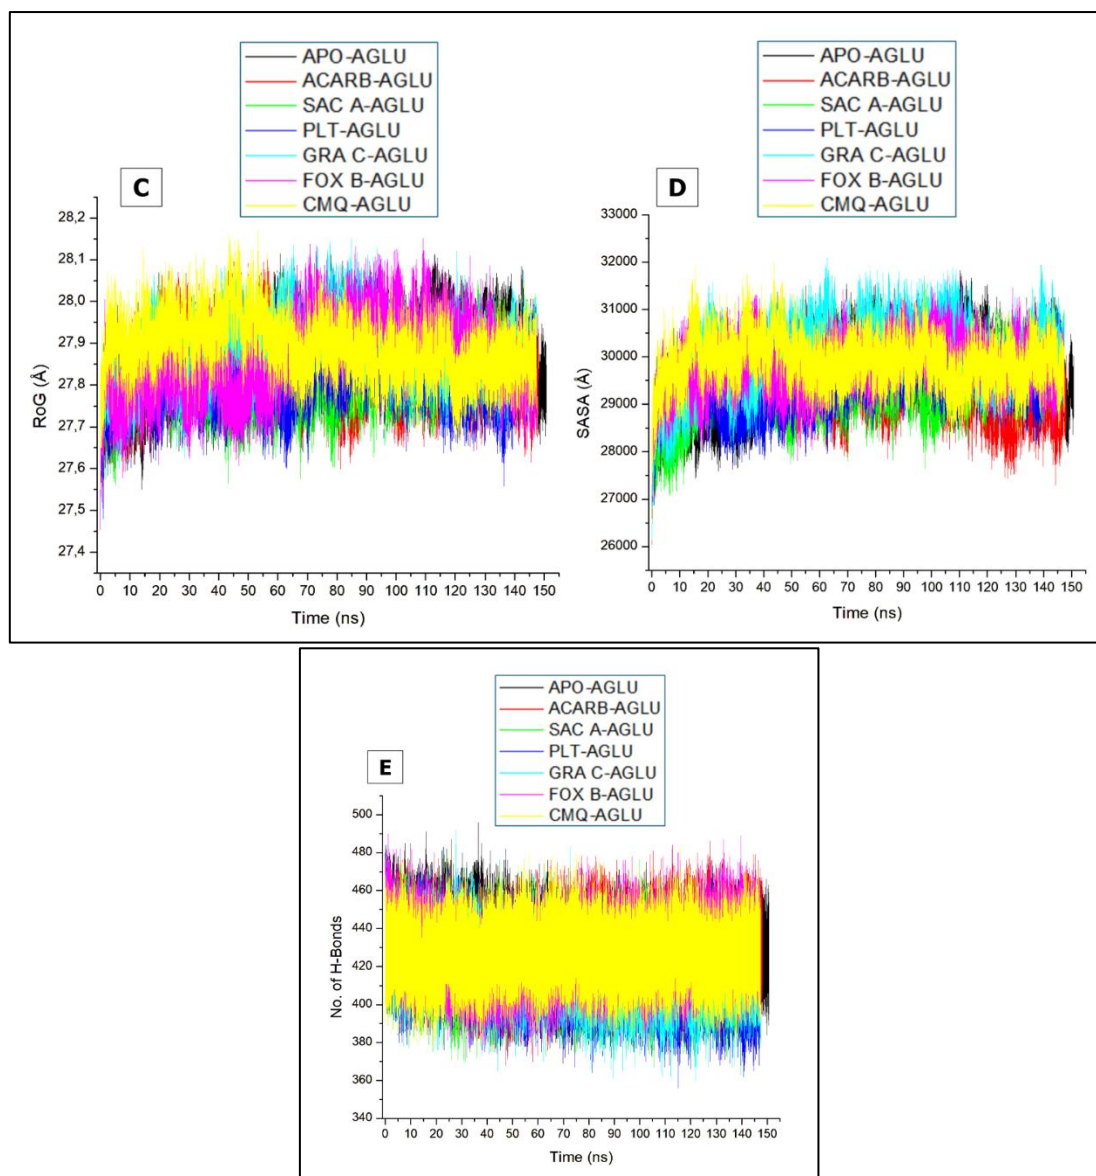 APO-AGLU
ACARB-AGLU
SAC A-AGLU
PLT-AGLU
GRA C-AGLU
FOX B-AGLU
CMQ-AGLU
C
28,2
28,1
28,0
27,9
27,8
27,7
27,6
27,5
27,4
RoG (Å)
0 10 20 30 40 50 60 70 80 90 100 110 120 130 140 150
Time (ns)
APO-AGLU
ACARB-AGLU
SAC A-AGLU
PLT-AGLU
GRA C-AGLU
FOX B-AGLU
CMQ-AGLU
D
33000
32000
31000
30000
29000
28000
27000
26000
SASA (Å)
0 10 20 30 40 50 60 70 80 90 100 110 120 130 140 150
Time (ns)
APO-AGLU
ACARB-AGLU
SAC A-AGLU
PLT-AGLU
GRA C-AGLU
FOX B-AGLU
CMQ-AGLU
E
500
480
460
440
420
400
380
360
340
No. of H-Bonds
0 10 20 30 40 50 60 70 80 90 100 110 120 130 140 150
Time (ns)